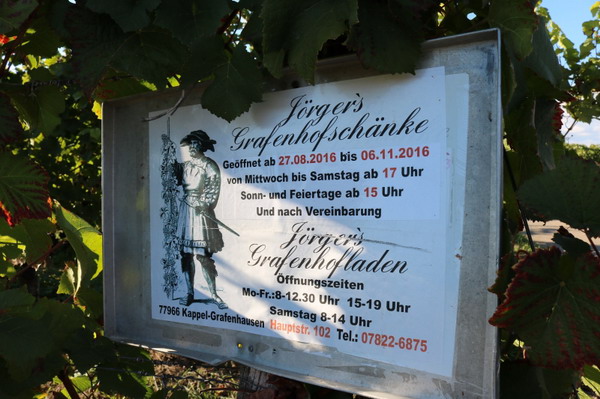 Jörger's
Grafenhofschänke
Geöffnet ab 27.08.2016 bis 06.11.2016
von Mittwoch bis Samstag ab 17 Uhr
Sonn- und Feiertage ab 15 Uhr
Und nach Vereinbarung
Jörger's
Grafenhofladen
Öffnungszeiten
Mo-Fr.:8-12.30 Uhr 15-19 Uhr
Samstag 8-14 Uhr
77966 Kappel-Grafenhausen Hauptstr. 102 Tel.: 07822-6875